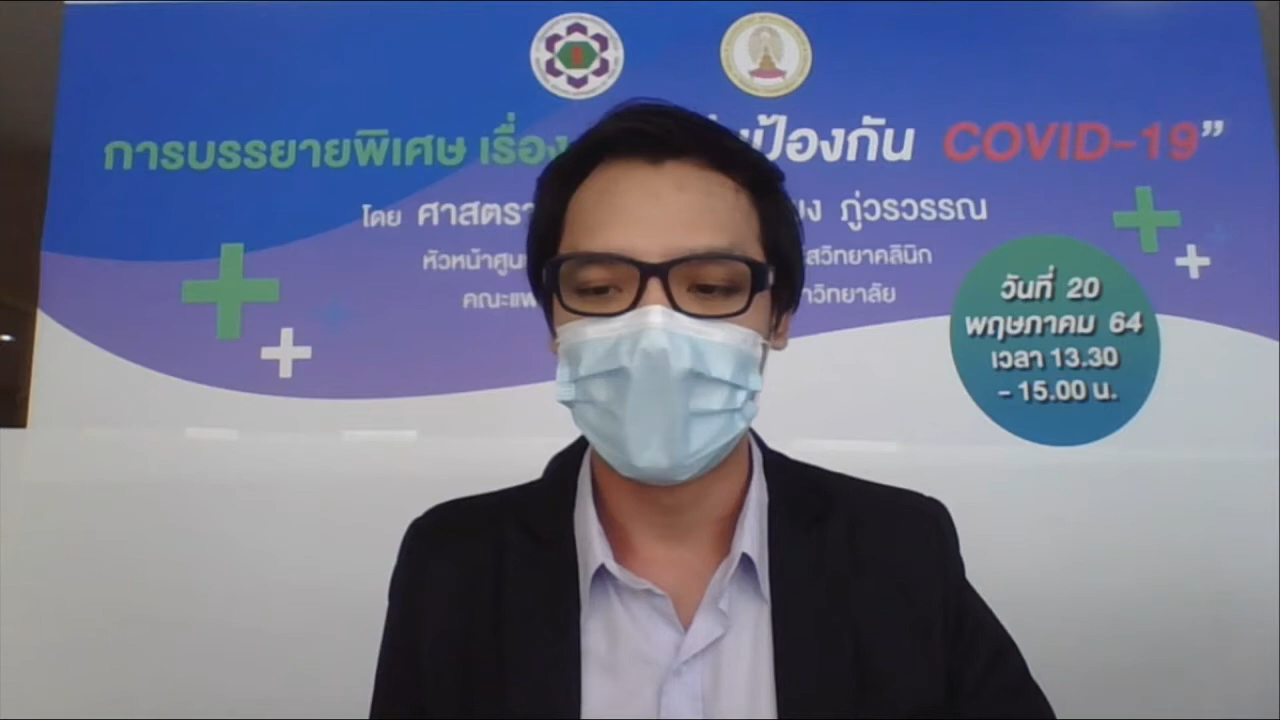 การบรรยายพิเศษ เรื่อง ป้องกัน COVID-19”
โดย ศาสตรา ยง ภู่วรวรรณ
หัวหน้าศูน สวิทยาคลินิก
คณะแพ าวิทยาลัย
วันที่ 20
พฤษภาคม 64
เวลา 13.30
- 15.00 น.